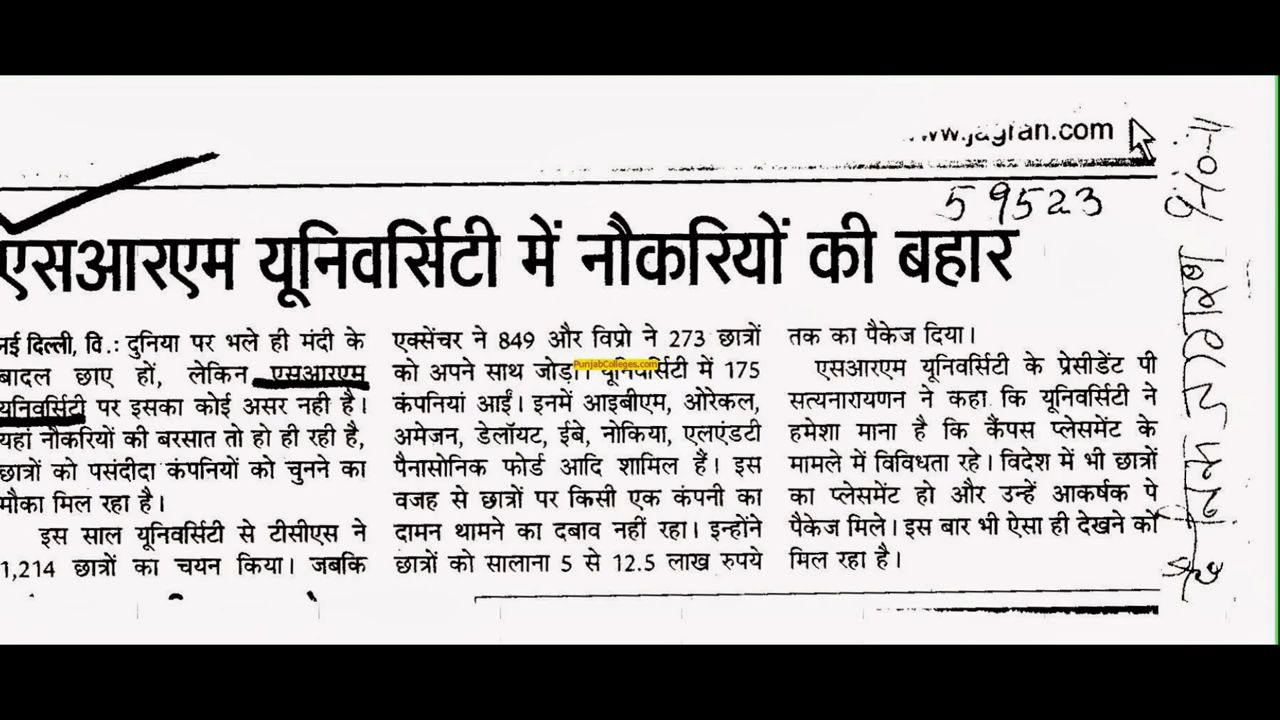 www.jagran.com
59523
एसआरएम यूनिवर्सिटी में नौकरियों की बहार
नई दिल्ली, वि.: दुनिया पर भले ही मंदी के
बादल छाए हों, लेकिन एसआरएम
यूनिवर्सिटी पर इसका कोई असर नही है।
यहां नौकरियों की बरसात तो हो ही रही है,
छात्रों को पसंदीदा कंपनियों को चुनने का
मौका मिल रहा है।
इस साल यूनिवर्सिटी से टीसीएस ने
1,214 छात्रों का चयन किया। जबकि
एक्सेंचर ने 849 और विप्रो ने 273 छात्रों
को अपने साथ जोड़ा। यूनिवर्सिटी में 175
कंपनियां आईं। इनमें आइबीएम, ओरेकल,
अमेजन, डेलॉयट, ईबे, नोकिया, एलएंडटी
पैनासोनिक फोर्ड आदि शामिल हैं। इस
वजह से छात्रों पर किसी एक कंपनी का
दामन थामने का दबाव नहीं रहा। इन्होंने
छात्रों को सालाना 5 से 12.5 लाख रुपये
तक का पैकेज दिया।
एसआरएम यूनिवर्सिटी के प्रेसीडेंट पी
सत्यनारायणन ने कहा कि यूनिवर्सिटी ने
हमेशा माना है कि कैंपस प्लेसमेंट के
मामले में विविधता रहे। विदेश में भी छात्रों
का प्लेसमेंट हो और उन्हें आकर्षक पे
पैकेज मिले। इस बार भी ऐसा ही देखने को
मिल रहा है।
PunjabColleges.com